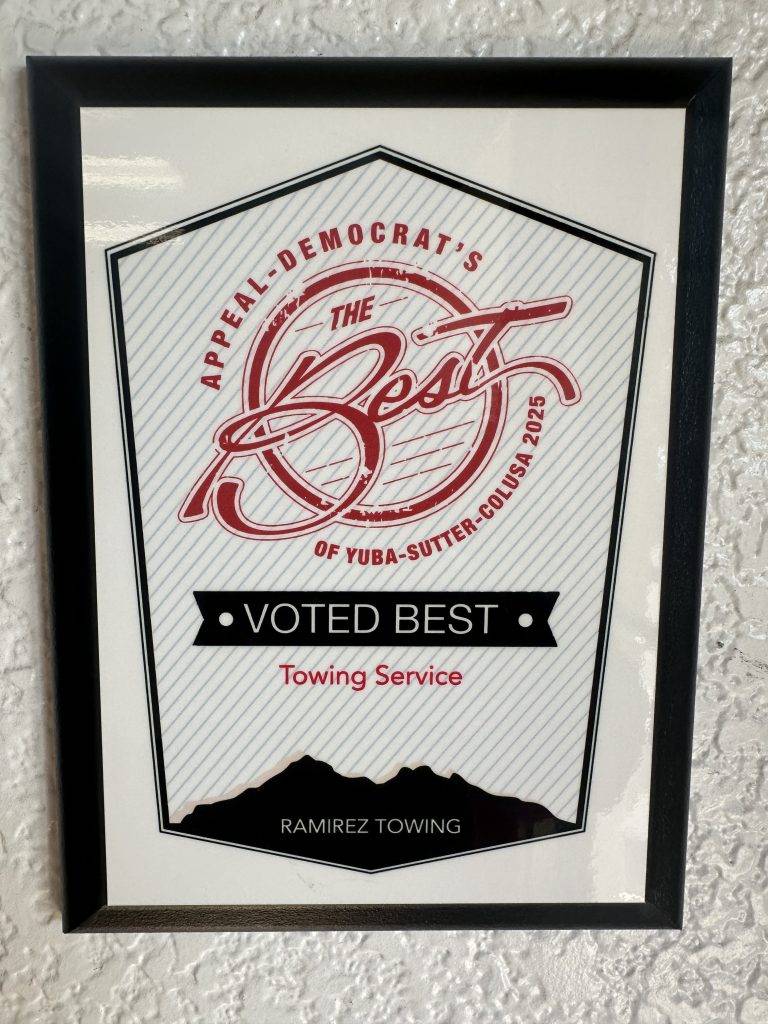 APPEAL-DEMOCRAT'S
THE
Best
OF YUBA-SUTTER-COLUSA 2025
VOTED BEST
Towing Service
RAMIREZ TOWING